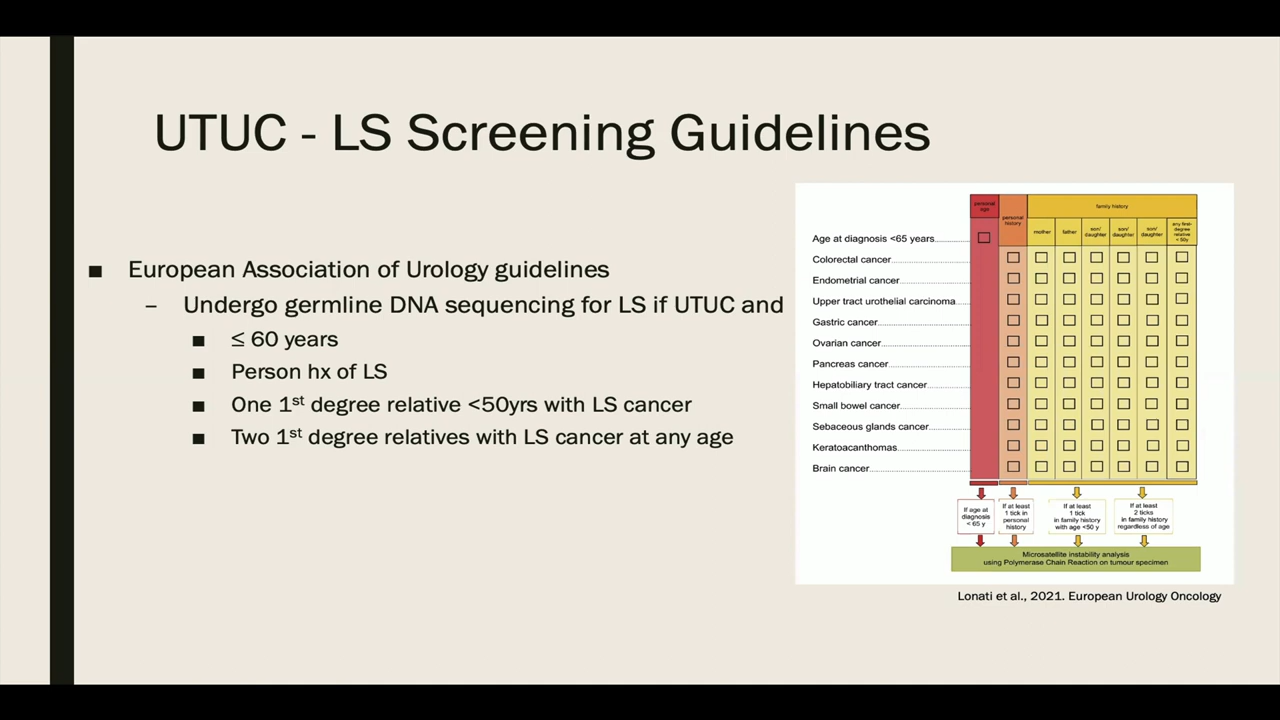 UTUC - LS Screening Guidelines
■ European Association of Urology guidelines
– Undergo germline DNA sequencing for LS if UTUC and
■ ≤ 60 years
■ Person hx of LS
■ One 1st degree relative <50yrs with LS cancer
■ Two 1st degree relatives with LS cancer at any age
personal
age
personal
history
family history
mother
father
son/
daughter
son/
daughter
son/
daughter
any first-
degree
relative
< 50y
Age at diagnosis <65 years
Colorectal cancer
Endometrial cancer
Upper tract urothelial carcinoma
Gastric cancer
Ovarian cancer
Pancreas cancer
Hepatobiliary tract cancer
Small bowel cancer
Sebaceous glands cancer
Keratoacanthomas
Brain cancer
If age at
diagnosis
< 65 y
If at least
1 tick in
personal
history
If at least
1 tick
in family history
with age <50 y
If at least
2 ticks
in family history
regardless of age
Microsatellite instability analysis
using Polymerase Chain Reaction on tumour specimen
Lonati et al., 2021. European Urology Oncology